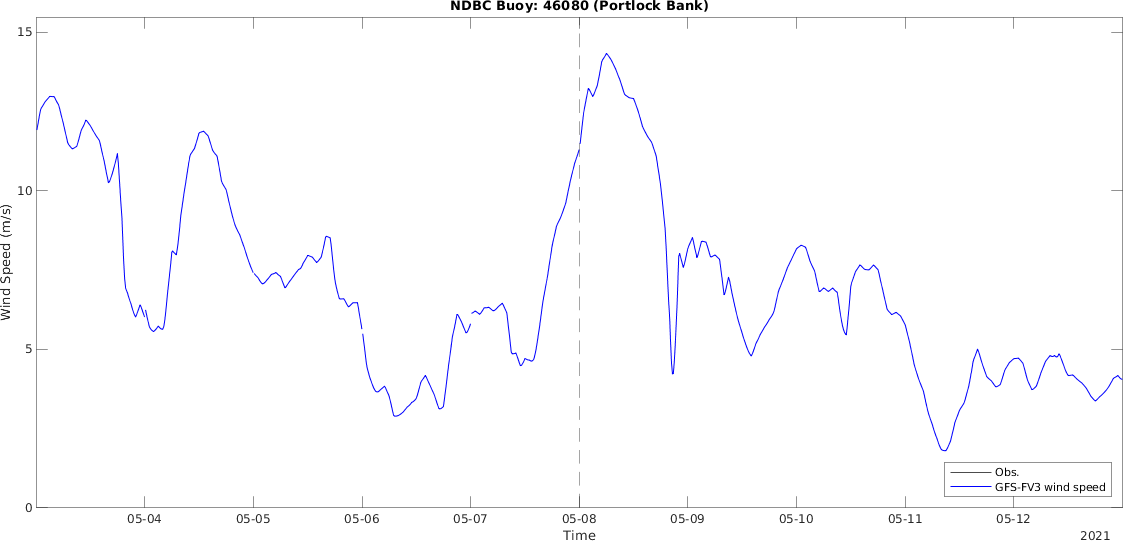 NDBC Buoy: 46080 (Portlock Bank)
15
10
5
0
Wind Speed (m/s)
05-04 05-05 05-06 05-07 05-08 05-09 05-10 05-11 05-12
Time
2021
Obs.
GFS-FV3 wind speed